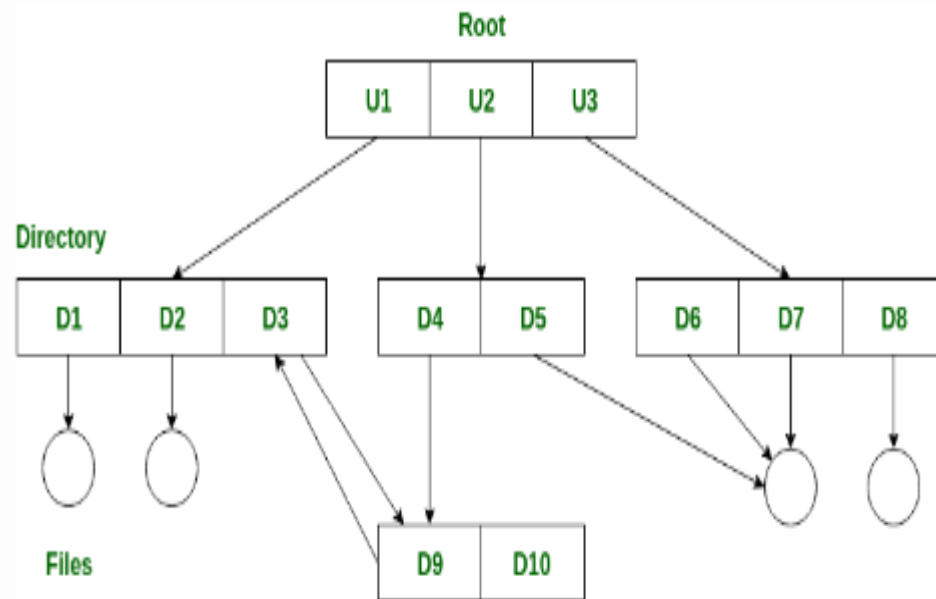 Root
U1 U2 U3
Directory
D1 D2 D3 D4 D5 D6 D7 D8
Files
D9 D10